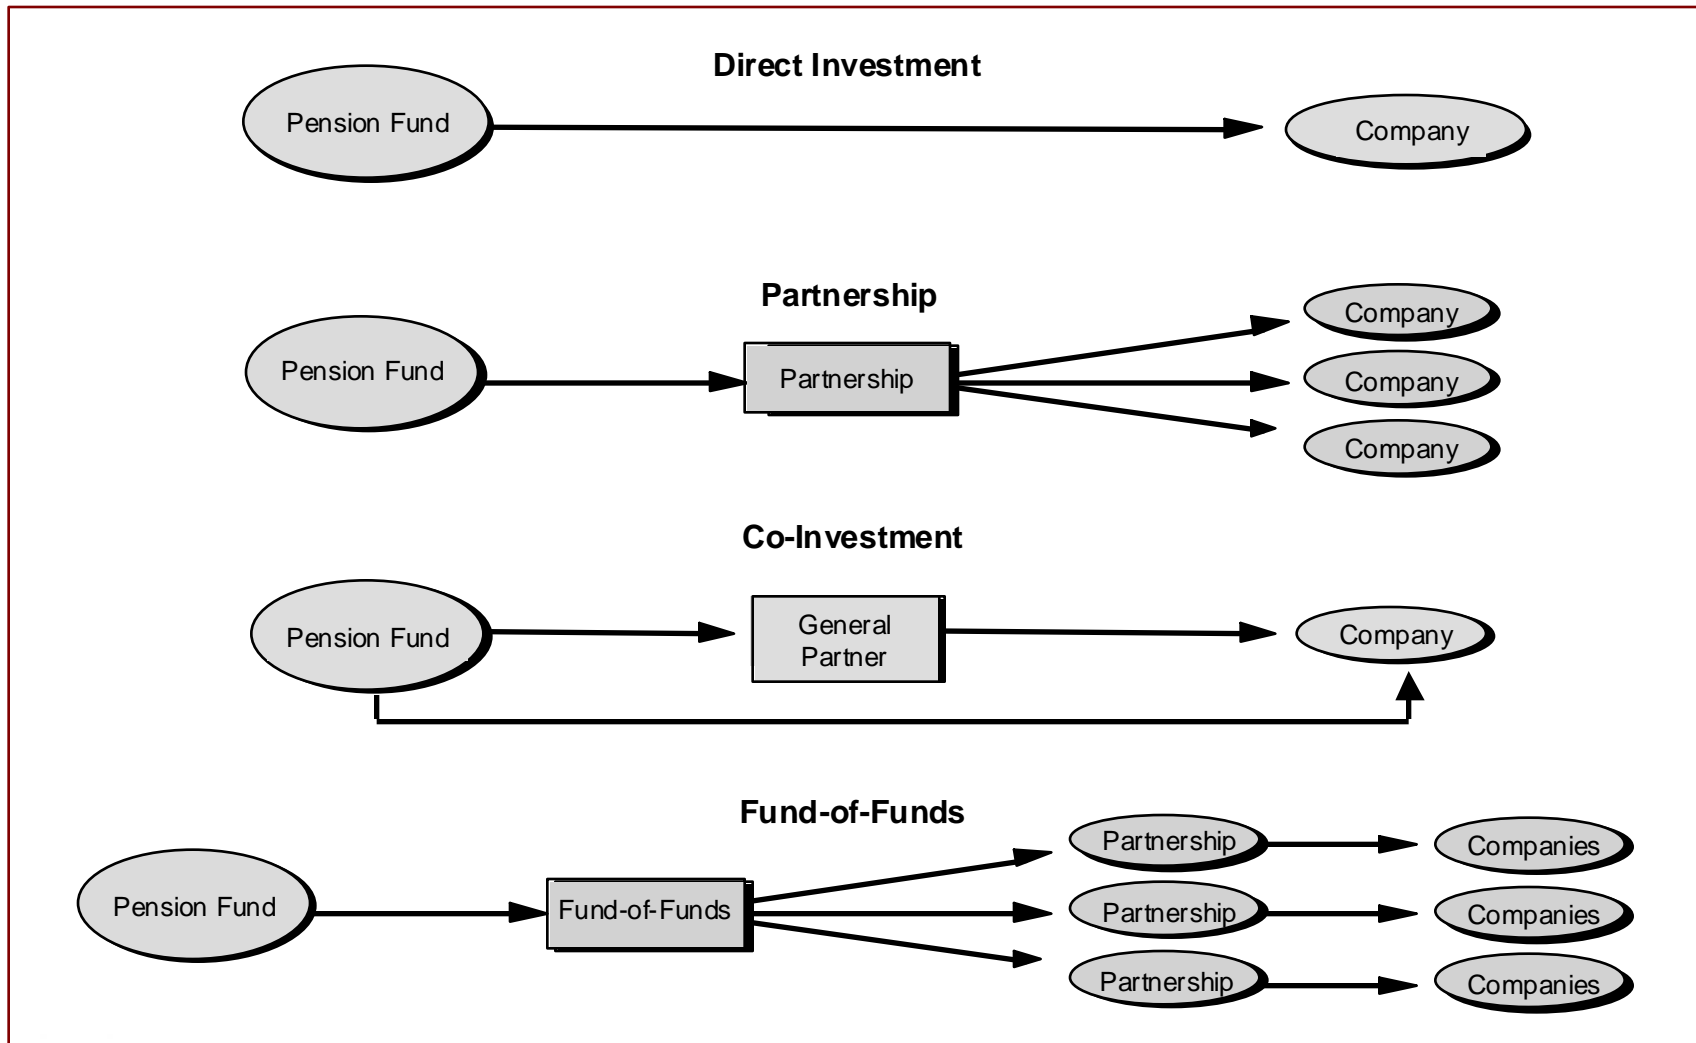 Direct Investment
Pension Fund
Company
Partnership
Pension Fund
Partnership
Company
Company
Company
Co-Investment
Pension Fund
General
Partner
Company
Fund-of-Funds
Pension Fund
Fund-of-Funds
Partnership
Companies
Partnership
Companies
Partnership
Companies